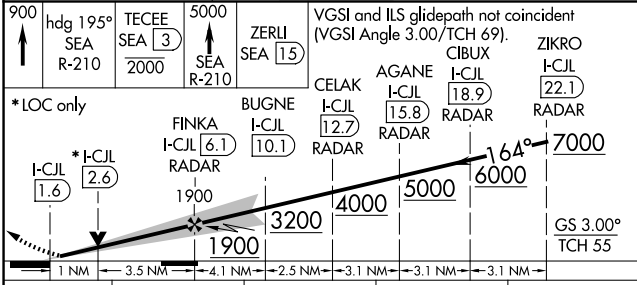 900
hdg 195°
SEA
R-210
TECEE
SEA 3
2000
5000
SEA
R-210
ZERLI
SEA 15
VGSI and ILS glidepath not coincident
(VGSI Angle 3.00/TCH 69).
* LOC only
I-CJL
1.6
* I-CJL
2.6
FINKA
I-CJL 6.1
RADAR
1900
BUGNE
I-CJL
10.1
CELAK
I-CJL
12.7
RADAR
AGANE
I-CJL
15.8
RADAR
CIBUX
I-CJL
18.9
RADAR
ZIKRO
I-CJL
22.1
RADAR
164°
7000
6000
5000
4000
3200
1900
GS 3.00°
TCH 55
1 NM
3.5 NM
4.1 NM
2.5 NM
3.1 NM
3.1 NM
3.1 NM